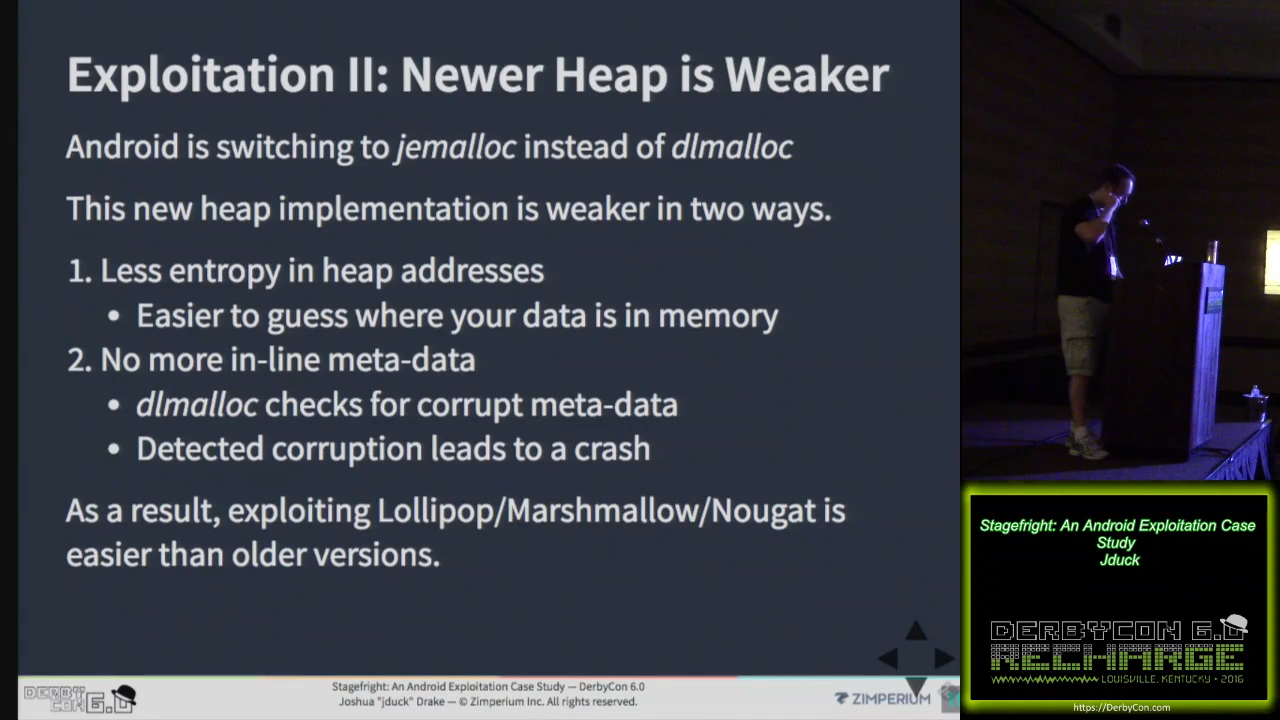 Exploitation II: Newer Heap is Weaker
Android is switching to jemalloc instead of dlmalloc
This new heap implementation is weaker in two ways.
1. Less entropy in heap addresses
• Easier to guess where your data is in memory
2. No more in-line meta-data
• dlmalloc checks for corrupt meta-data
• Detected corruption leads to a crash
As a result, exploiting Lollipop/Marshmallow/Nougat is
easier than older versions.
DERBY
CON 6.0
Stagefright: An Android Exploitation Case Study — DerbyCon 6.0
Joshua "jduck" Drake — © Zimperium Inc. All rights reserved.
ZIMPERIUM
Stagefright: An Android Exploitation Case
Study
Jduck
DERBYCON 6.0
RECHARGE
LOUISVILLE, KENTUCKY • 2016
https://DerbyCon.com